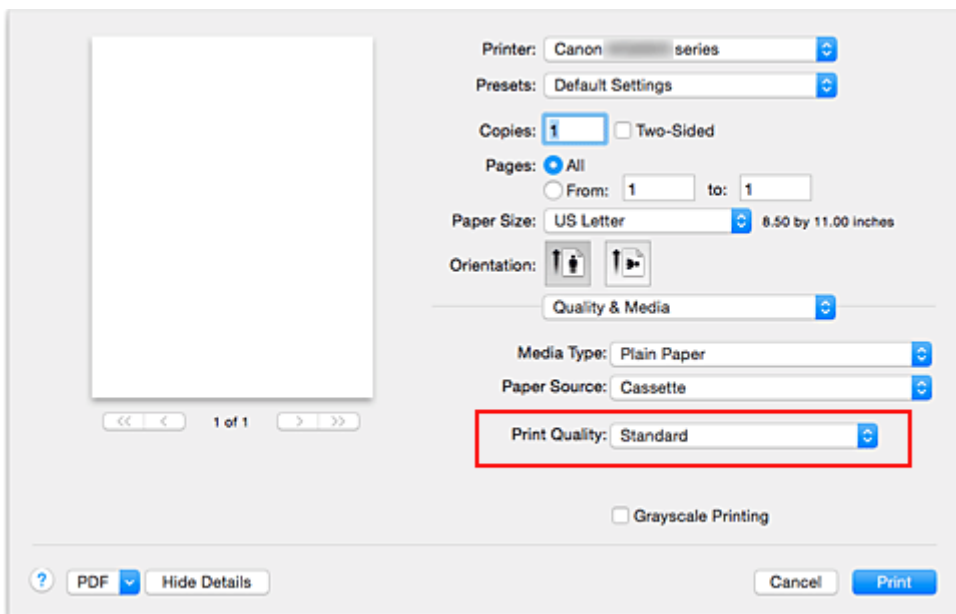 Printer: Canon series
Presets: Default Settings
Copies: 1 Two-Sided
Pages: All
From: 1 to: 1
Paper Size: US Letter 8.50 by 11.00 inches
Orientation:
Quality & Media
Media Type: Plain Paper
Paper Source: Cassette
<< < 1 of 1 > >>
Print Quality: Standard
Grayscale Printing
? PDF Hide Details Cancel Print